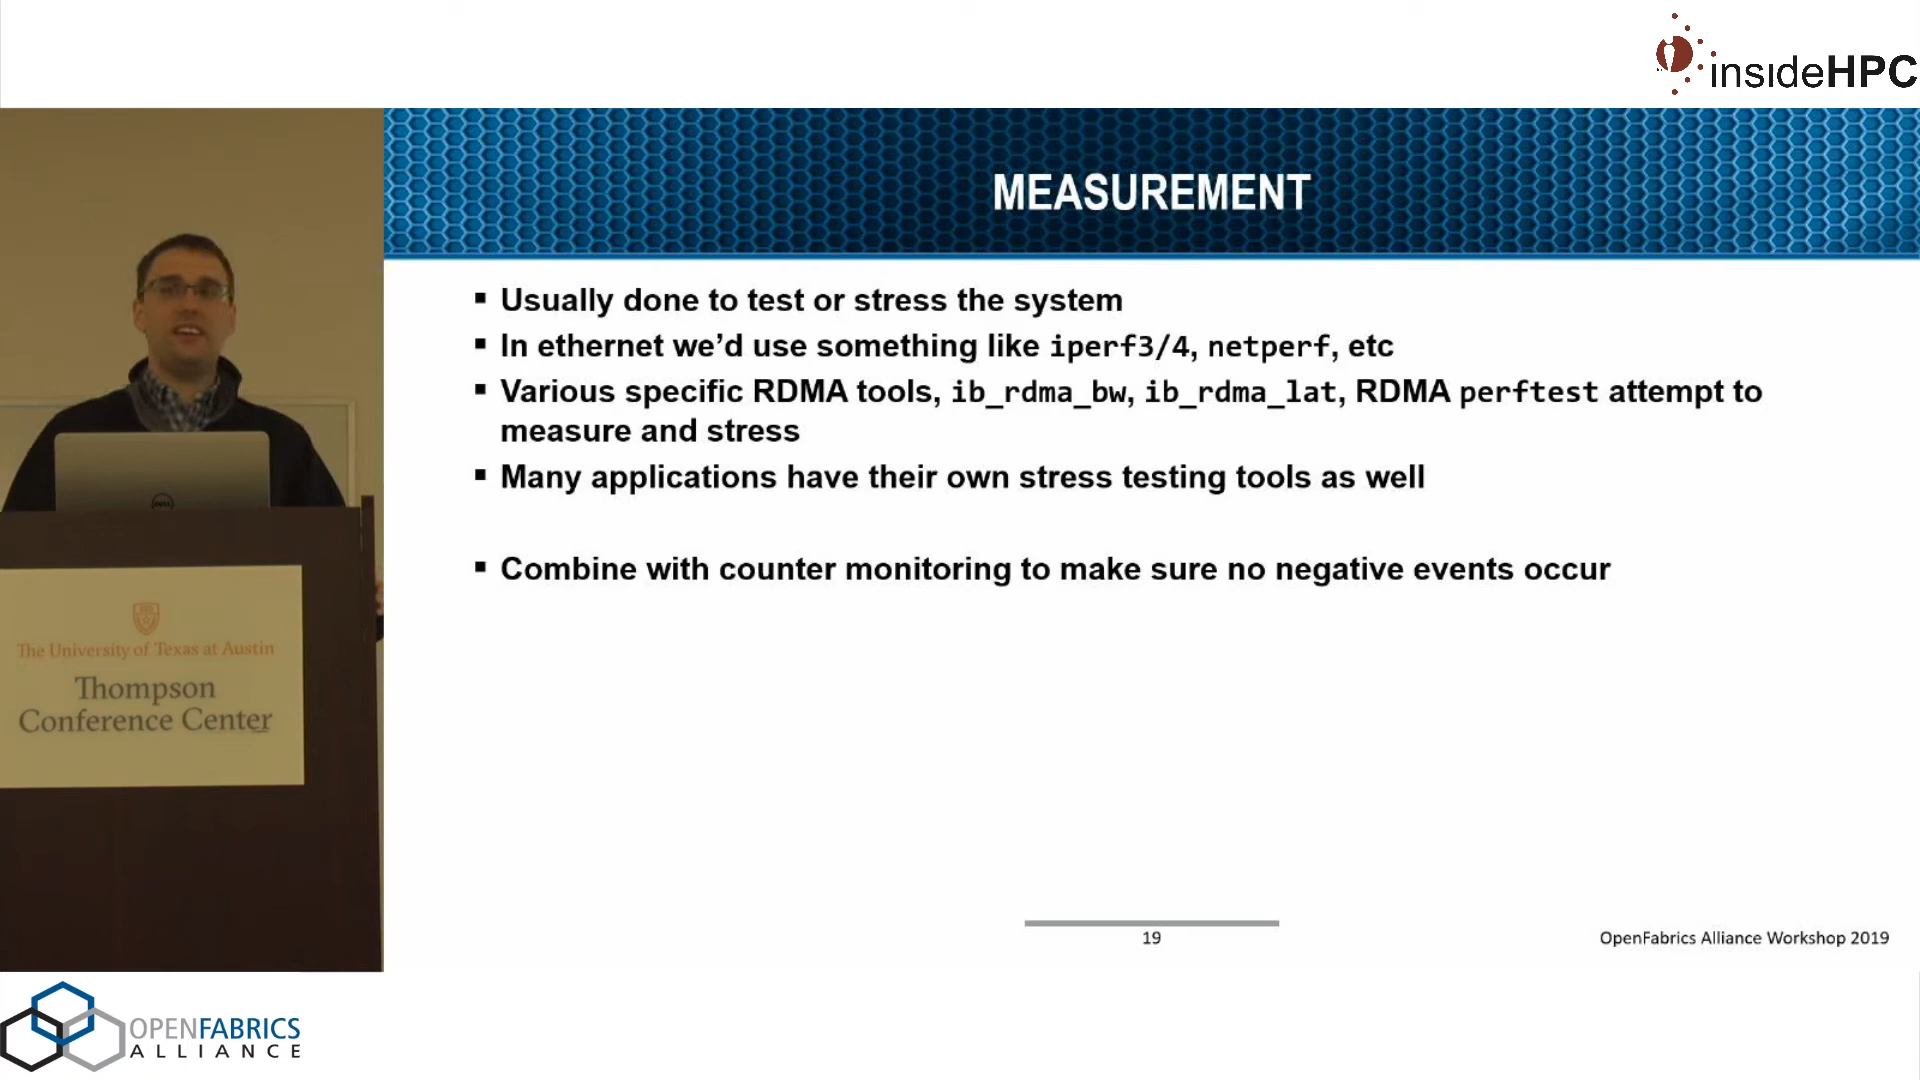 insideHPC
MEASUREMENT
▪ Usually done to test or stress the system
▪ In ethernet we’d use something like iperf3/4, netperf, etc
▪ Various specific RDMA tools, ib_rdma_bw, ib_rdma_lat, RDMA perftest attempt to
measure and stress
▪ Many applications have their own stress testing tools as well
▪ Combine with counter monitoring to make sure no negative events occur
DELL
The University of Texas at Austin
Thompson
Conference Center
19
OpenFabrics Alliance Workshop 2019
OPENFABRICS
ALLIANCE